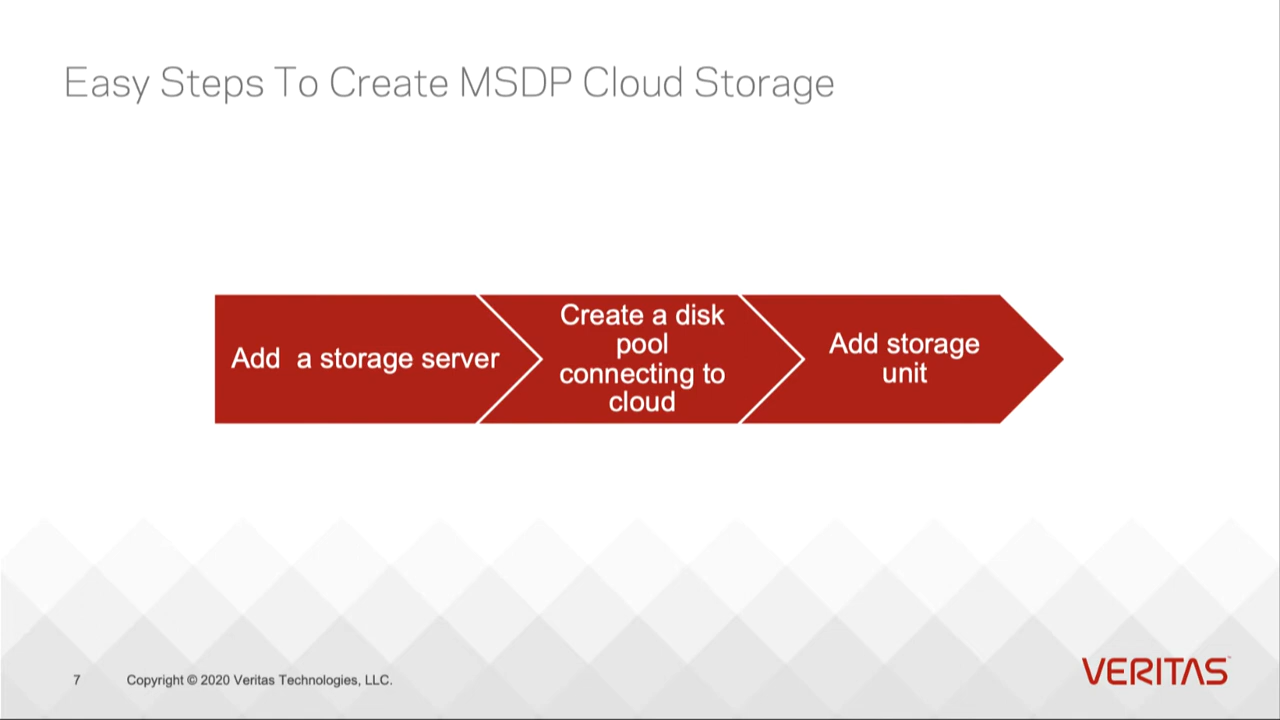 Easy Steps To Create MSDP Cloud Storage
Add a storage server
Create a disk
pool
connecting to
cloud
Add storage
unit
7
Copyright © 2020 Veritas Technologies, LLC.
VERITAS™